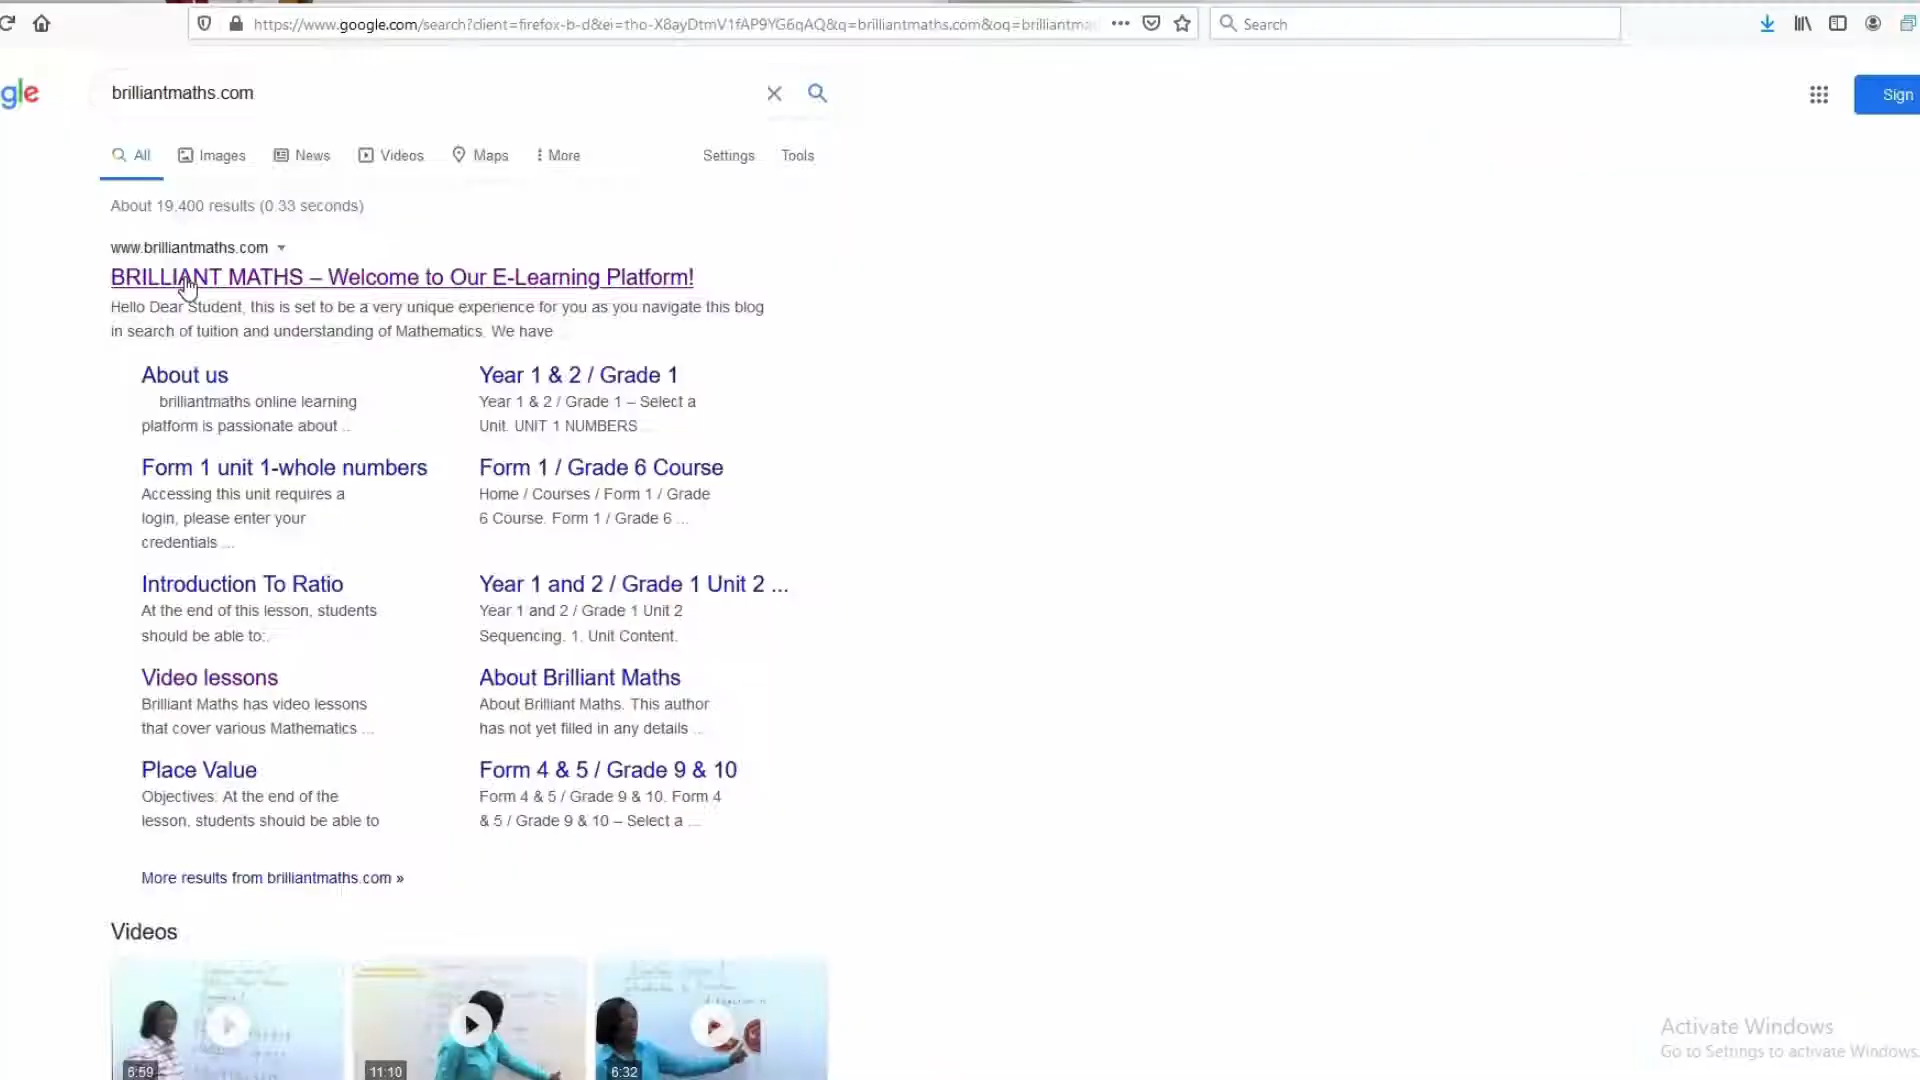 https://www.google.com/search?client=firefox-b-d&ei=tho-X8ayDtmV1fAP9YG6qAQ&q=brilliantmaths.com&oq=brilliantma
Search
gle
brilliantmaths.com
Sign
All
Images
News
Videos
Maps
More
Settings
Tools
About 19,400 results (0.33 seconds)
www.brilliantmaths.com
BRILLIANT MATHS – Welcome to Our E-Learning Platform!
Hello Dear Student, this is set to be a very unique experience for you as you navigate this blog
in search of tuition and understanding of Mathematics. We have
About us
brilliantmaths online learning
platform is passionate about ...
Year 1 & 2 / Grade 1
Year 1 & 2 / Grade 1 – Select a
Unit. UNIT 1 NUMBERS ...
Form 1 unit 1-whole numbers
Accessing this unit requires a
login, please enter your
credentials ...
Form 1 / Grade 6 Course
Home / Courses / Form 1 / Grade
6 Course. Form 1 / Grade 6 ...
Introduction To Ratio
At the end of this lesson, students
should be able to:.
Year 1 and 2 / Grade 1 Unit 2 ...
Year 1 and 2 / Grade 1 Unit 2
Sequencing. 1. Unit Content.
Video lessons
Brilliant Maths has video lessons
that cover various Mathematics ...
About Brilliant Maths
About Brilliant Maths. This author
has not yet filled in any details ...
Place Value
Objectives: At the end of the
lesson, students should be able to
Form 4 & 5 / Grade 9 & 10
Form 4 & 5 / Grade 9 & 10. Form 4
& 5 / Grade 9 & 10 – Select a ...
More results from brilliantmaths.com »
Videos
6:59
11:10
6:32
Activate Windows
Go to Settings to activate Windows.